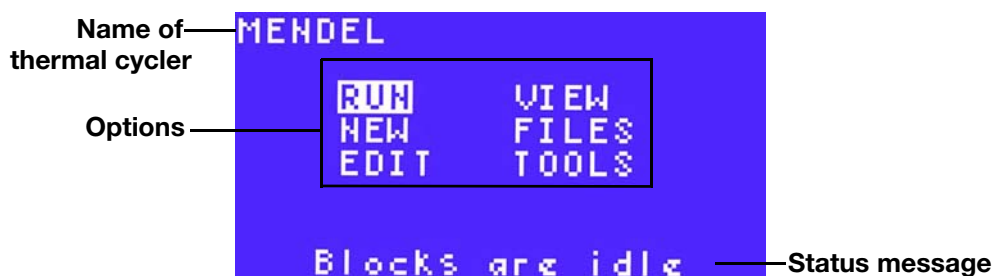 Name of thermal cycler
MENDEL
Options
RUN VIEW
NEW FILES
EDIT TOOLS
Blocks are idle
Status message